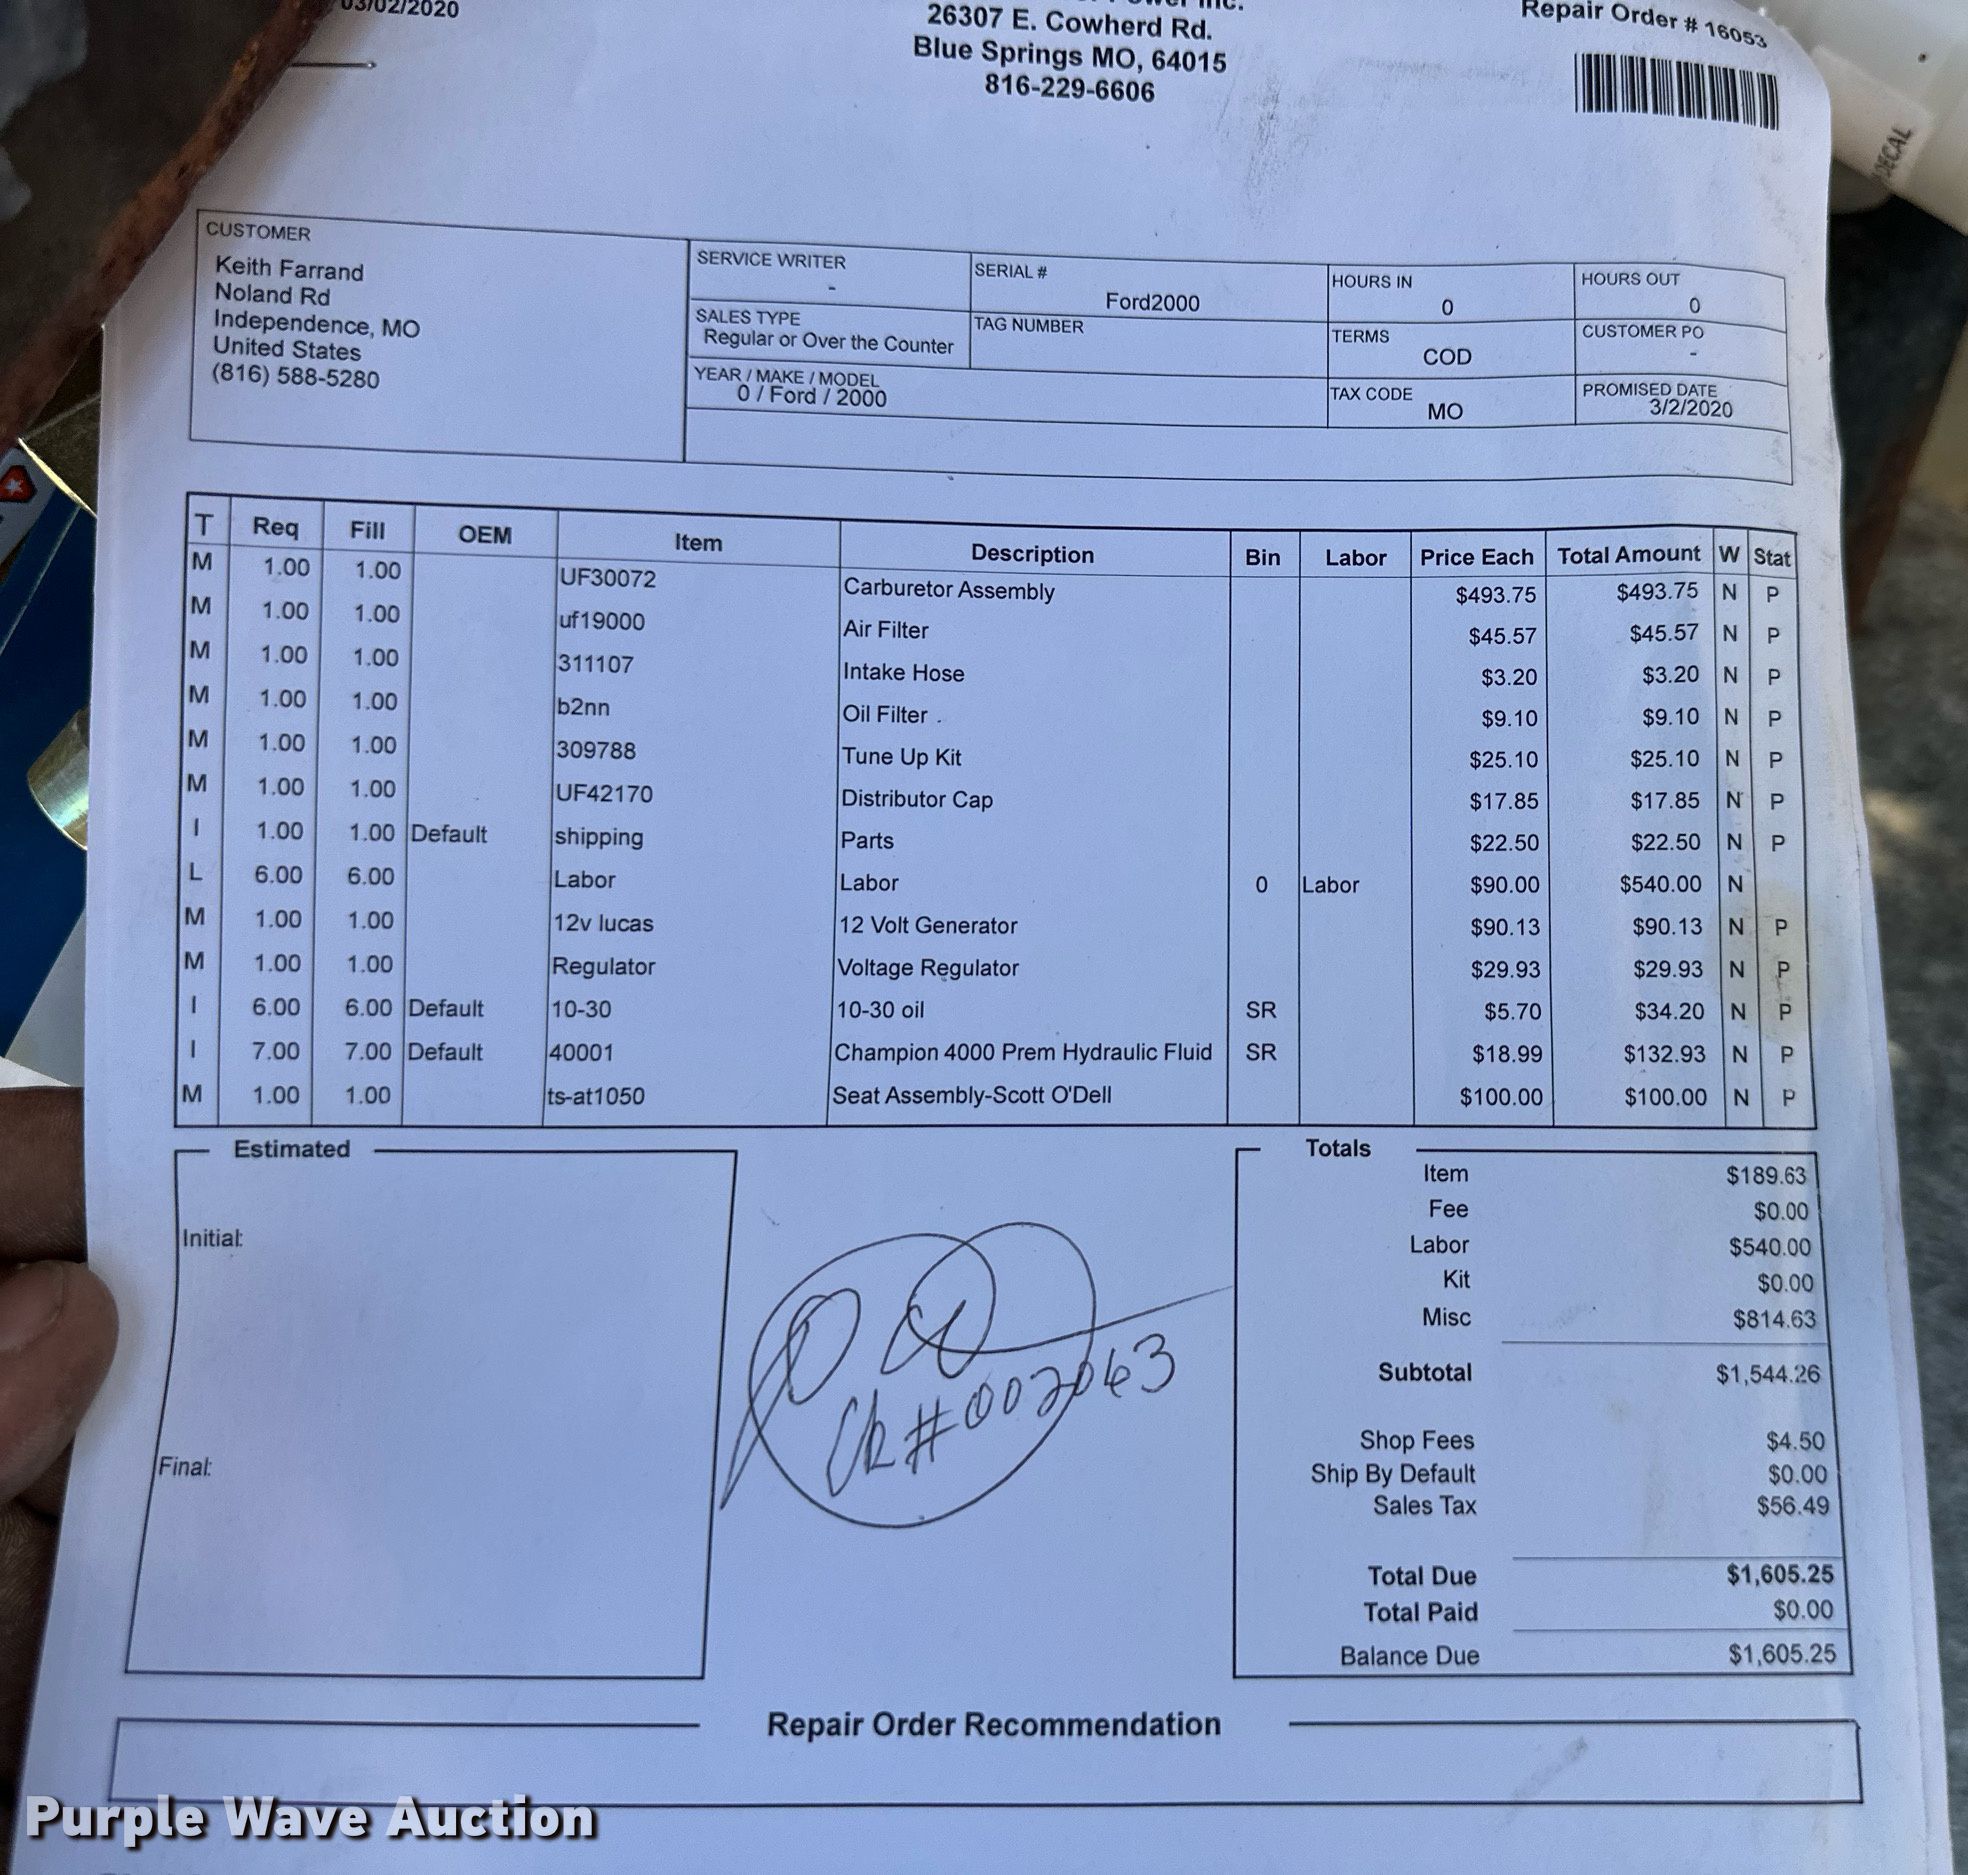 03/02/2020
Inc.
26307 E. Cowherd Rd.
Blue Springs MO, 64015
816-229-6606
Repair Order # 16053
DECAL
CUSTOMER
Keith Farrand
Noland Rd
Independence, MO
United States
(816) 588-5280
SERVICE WRITER
-
SERIAL #
Ford2000
HOURS IN
0
HOURS OUT
0
SALES TYPE
Regular or Over the Counter
TAG NUMBER
TERMS
COD
CUSTOMER PO
-
YEAR / MAKE / MODEL
0 / Ford / 2000
TAX CODE
MO
PROMISED DATE
3/2/2020
T Req Fill OEM Item Description Bin Labor Price Each Total Amount W Stat
M 1.00 1.00 UF30072 Carburetor Assembly $493.75 $493.75 N P
M 1.00 1.00 uf19000 Air Filter $45.57 $45.57 N P
M 1.00 1.00 311107 Intake Hose $3.20 $3.20 N P
M 1.00 1.00 b2nn Oil Filter $9.10 $9.10 N P
M 1.00 1.00 309788 Tune Up Kit $25.10 $25.10 N P
M 1.00 1.00 UF42170 Distributor Cap $17.85 $17.85 N P
I 1.00 1.00 Default shipping Parts $22.50 $22.50 N P
L 6.00 6.00 Labor Labor 0 Labor $90.00 $540.00 N
M 1.00 1.00 12v lucas 12 Volt Generator $90.13 $90.13 N P
M 1.00 1.00 Regulator Voltage Regulator $29.93 $29.93 N P
I 6.00 6.00 Default 10-30 10-30 oil SR $5.70 $34.20 N P
I 7.00 7.00 Default 40001 Champion 4000 Prem Hydraulic Fluid SR $18.99 $132.93 N P
M 1.00 1.00 ts-at1050 Seat Assembly-Scott O'Dell $100.00 $100.00 N P
Estimated
Initial:
Final:
Ck#002063
Totals
Item $189.63
Fee $0.00
Labor $540.00
Kit $0.00
Misc $814.63
Subtotal $1,544.26
Shop Fees $4.50
Ship By Default $0.00
Sales Tax $56.49
Total Due $1,605.25
Total Paid $0.00
Balance Due $1,605.25
Repair Order Recommendation
Purple Wave Auction